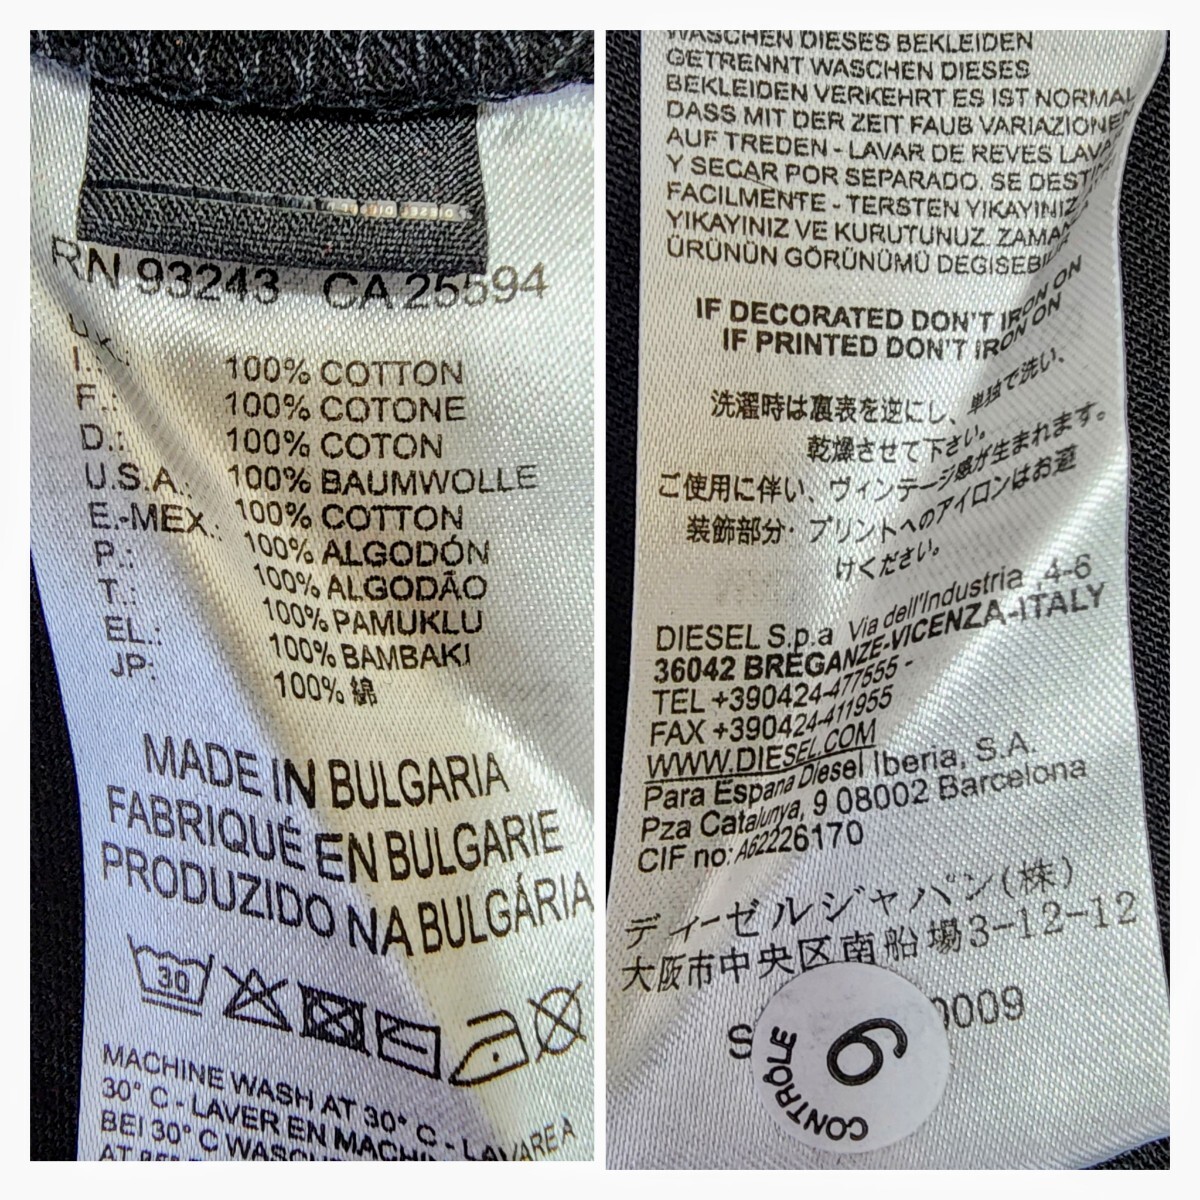 RN 93243 CA 25594
UK.:
I.: 100% COTTON
F.: 100% COTONE
D.: 100% COTON
U.S.A.: 100% BAUMWOLLE
E.-MEX.: 100% COTTON
P.: 100% ALGODÓN
T.: 100% ALGODÃO
EL.: 100% PAMUKLU
JP: 100% BAMBAKI
100% 綿
MADE IN BULGARIA
FABRIQUÉ EN BULGARIE
PRODUZIDO NA BULGÁRIA
30
MACHINE WASH AT 30° C - LAVARE A
30° C - LAVER EN MACHI
BEI 30° C WASCH
WASCHEN DIESES BEKLEIDEN
GETRENNT WASCHEN DIESES
BEKLEIDEN VERKEHRT ES IST NORMAL
DASS MIT DER ZEIT FAUB VARIAZIONEN
AUF TREDEN - LAVAR DE REVES LAVA
Y SECAR POR SEPARADO. SE DESTI
FACILMENTE - TERSTEN YIKAYINIZ
YIKAYINIZ VE KURUTUNUZ. ZAMAN
ÜRÜNÜN GÖRÜNÜMÜ DEGISEBI
IF DECORATED DON'T IRON ON
IF PRINTED DON'T IRON ON
洗濯時は裏表を逆にし、単独で洗い、
乾燥させて下さい。
ご使用に伴い、ヴィンテージ感が生まれます。
装飾部分・プリントへのアイロンはお避
けください。
DIESEL S.p.a Via dell'Industria ,4-6
36042 BREGANZE-VICENZA-ITALY
TEL +390424-477555 -
FAX +390424-411955
WWW.DIESEL.COM
Para Espana Diesel Iberia, S.A.
Pza Catalunya, 9 08002 Barcelona
CIF no: A62226170
ディーゼルジャパン(株)
大阪市中央区南船場3-12-12
S 0009
6
CONTRÔLE